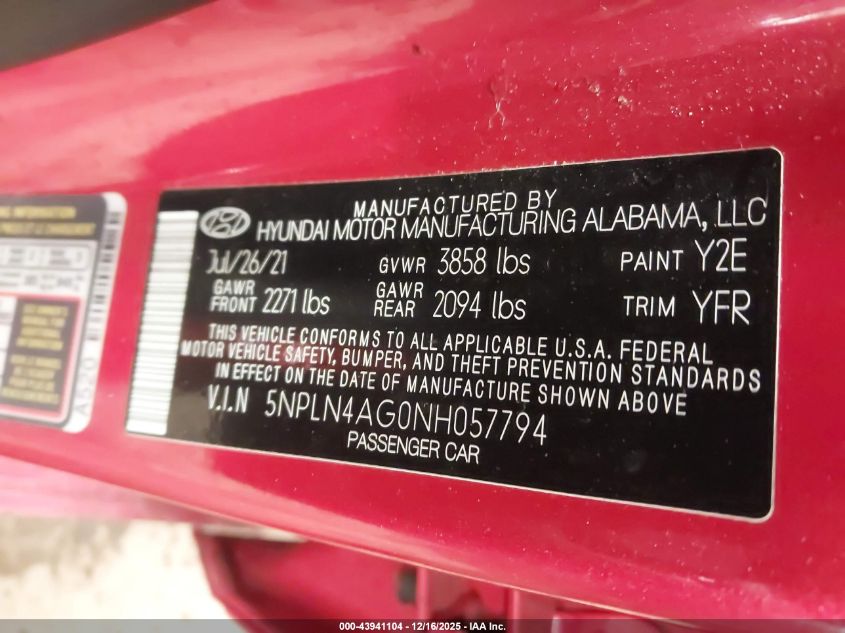 MANUFACTURED BY
HYUNDAI MOTOR MANUFACTURING ALABAMA, LLC
Jul/26/21 GVWR 3858 lbs PAINT Y2E
GAWR FRONT 2271 lbs GAWR REAR 2094 lbs TRIM YFR
THIS VEHICLE CONFORMS TO ALL APPLICABLE U.S.A. FEDERAL
MOTOR VEHICLE SAFETY, BUMPER, AND THEFT PREVENTION STANDARDS
IN EFFECT ON THE DATE OF MANUFACTURE SHOWN ABOVE
V.I.N 5NPLN4AG0NH057794
PASSENGER CAR
000-43941104 - 12/16/2025 - IAA Inc.